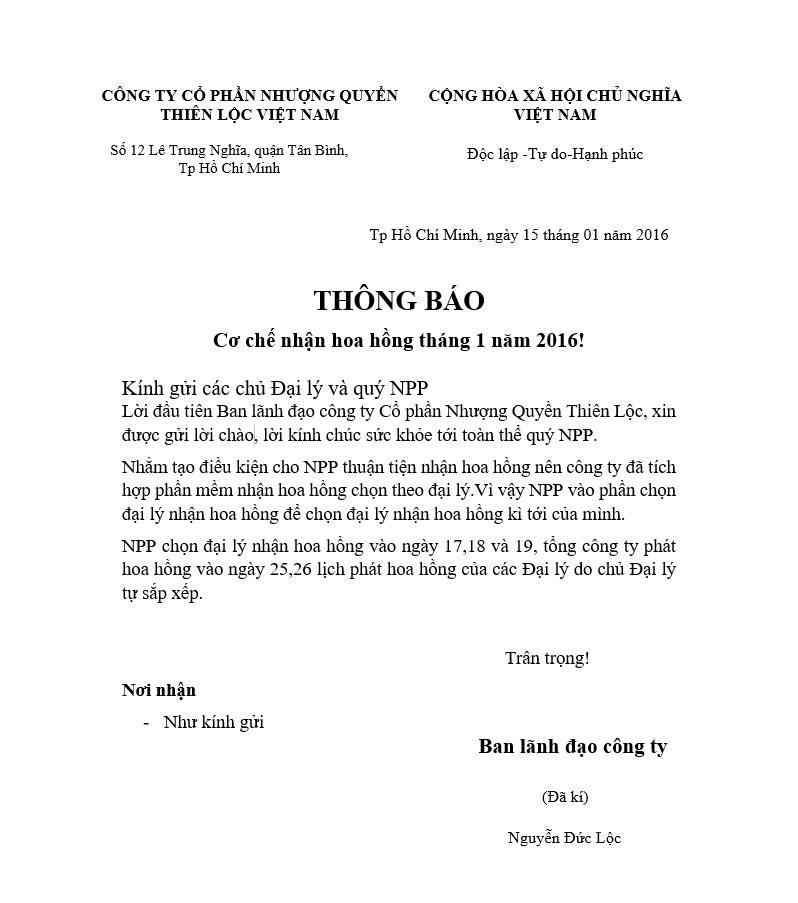 CÔNG TY CỔ PHẦN NHƯỢNG QUYỀN
THIÊN LỘC VIỆT NAM
Số 12 Lê Trung Nghĩa, quận Tân Bình,
Tp Hồ Chí Minh
CỘNG HÒA XÃ HỘI CHỦ NGHĨA
VIỆT NAM
Độc lập -Tự do-Hạnh phúc
Tp Hồ Chí Minh, ngày 15 tháng 01 năm 2016
THÔNG BÁO
Cơ chế nhận hoa hồng tháng 1 năm 2016!
Kính gửi các chủ Đại lý và quý NPP
Lời đầu tiên Ban lãnh đạo công ty Cổ phần Nhượng Quyền Thiên Lộc, xin
được gửi lời chào, lời kính chúc sức khỏe tới toàn thể quý NPP.
Nhằm tạo điều kiện cho NPP thuận tiện nhận hoa hồng nên công ty đã tích
hợp phần mềm nhận hoa hồng chọn theo đại lý.Vì vậy NPP vào phần chọn
đại lý nhận hoa hồng để chọn đại lý nhận hoa hồng kì tới của mình.
NPP chọn đại lý nhận hoa hồng vào ngày 17,18 và 19, tổng công ty phát
hoa hồng vào ngày 25,26 lịch phát hoa hồng của các Đại lý do chủ Đại lý
tự sắp xếp.
Trân trọng!
Nơi nhận
- Như kính gửi
Ban lãnh đạo công ty
(Đã kí)
Nguyễn Đức Lộc